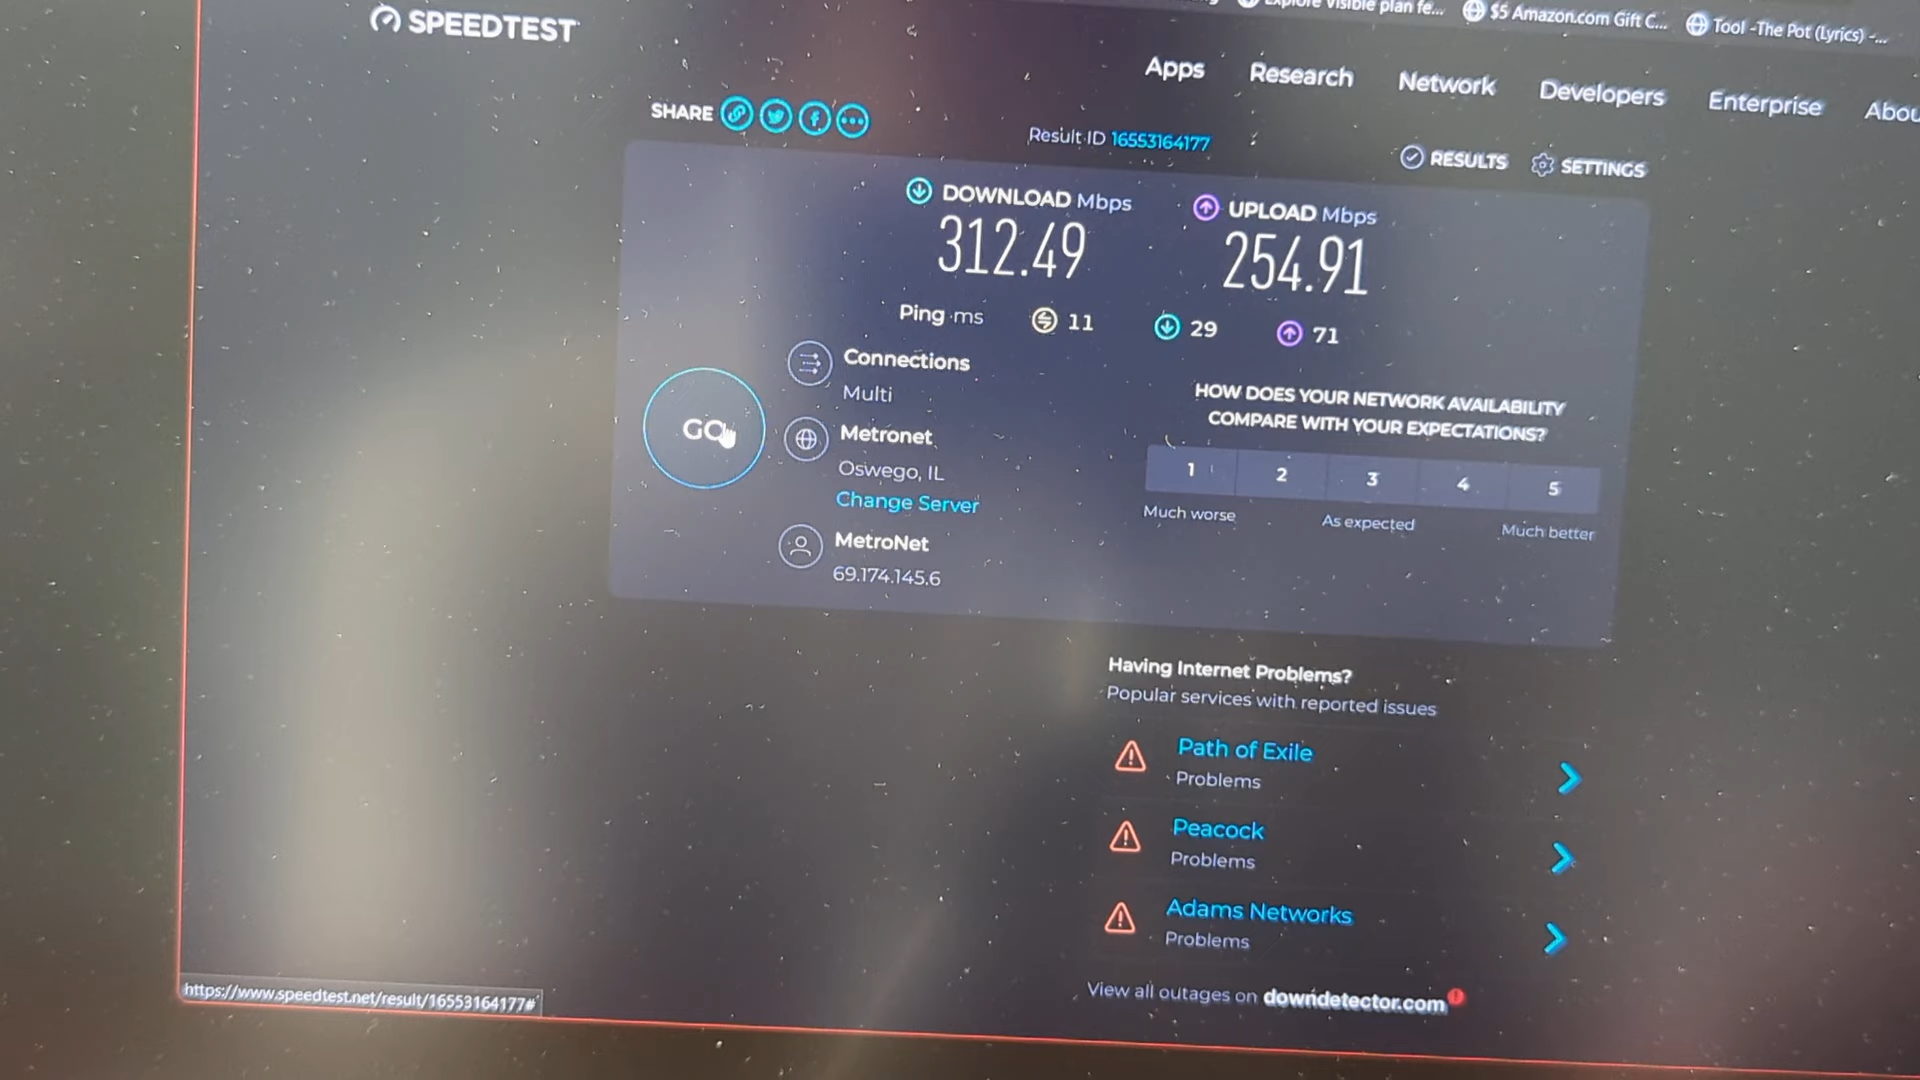 Explore Visible plan fe...
$5 Amazon.com Gift C...
Tool -The Pot (Lyrics) -...
SPEEDTEST
Apps
Research
Network
Developers
Enterprise
Abou
SHARE
Result ID 16553164177
RESULTS
SETTINGS
DOWNLOAD Mbps
312.49
UPLOAD Mbps
254.91
Ping ms
11
29
71
GO
Connections
Multi
Metronet
Oswego, IL
Change Server
MetroNet
69.174.145.6
HOW DOES YOUR NETWORK AVAILABILITY
COMPARE WITH YOUR EXPECTATIONS?
1
2
3
4
5
Much worse
As expected
Much better
Having Internet Problems?
Popular services with reported issues
Path of Exile
Problems
Peacock
Problems
Adams Networks
Problems
View all outages on downdetector.com
https://www.speedtest.net/result/16553164177#